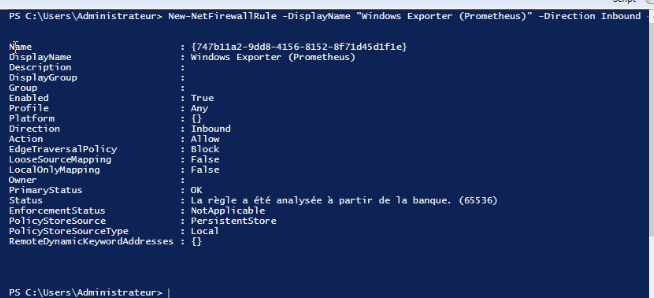 Script
PS C:\Users\Administrateur> New-NetFirewallRule -DisplayName "Windows Exporter (Prometheus)" -Direction Inbound -
Name : {747b11a2-9dd8-4156-8152-8f71d45d1f1e}
DisplayName : Windows Exporter (Prometheus)
Description :
DisplayGroup :
Group :
Enabled : True
Profile : Any
Platform : {}
Direction : Inbound
Action : Allow
EdgeTraversalPolicy : Block
LooseSourceMapping : False
LocalOnlyMapping : False
Owner :
PrimaryStatus : OK
Status : La règle a été analysée à partir de la banque. (65536)
EnforcementStatus : NotApplicable
PolicyStoreSource : PersistentStore
PolicyStoreSourceType : Local
RemoteDynamicKeywordAddresses : {}
PS C:\Users\Administrateur>